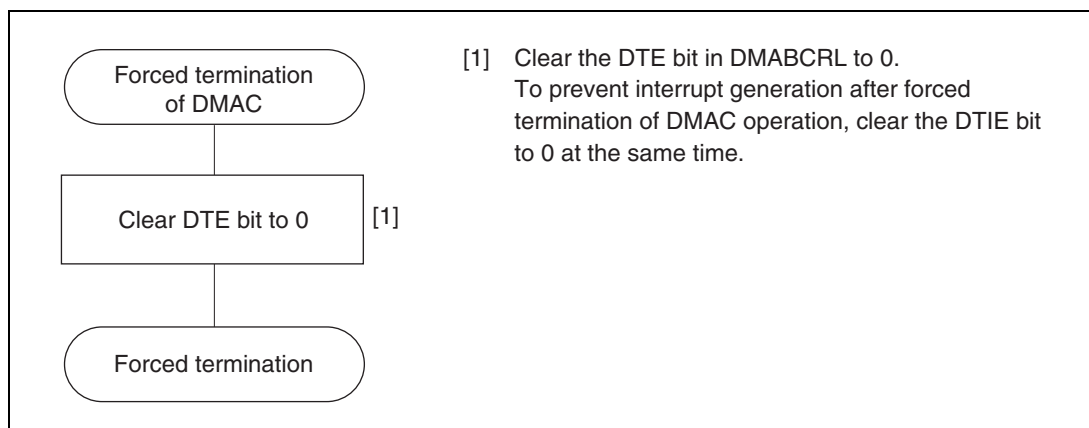 Forced termination
of DMAC
Clear DTE bit to 0
[1]
Forced termination
[1] Clear the DTE bit in DMABCRL to 0.
To prevent interrupt generation after forced
termination of DMAC operation, clear the DTIE bit
to 0 at the same time.